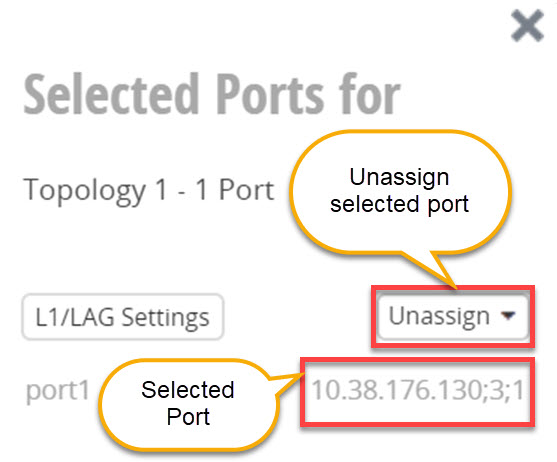 Selected Ports for
Topology 1 - 1 Port
Unassign
selected port
L1/LAG Settings
Unassign
port1
Selected
Port
10.38.176.130;3;1